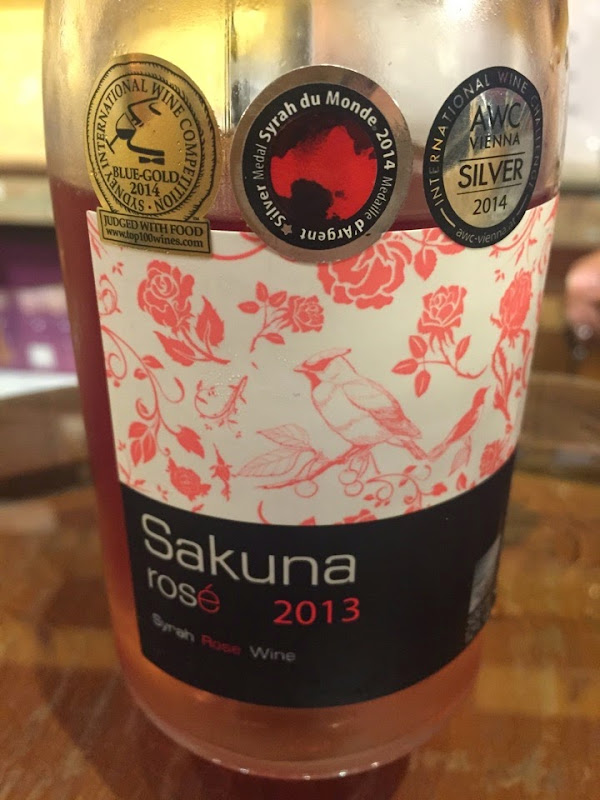 SYDNEY INTERNATIONAL WINE COMPETITION
BLUE-GOLD
2014
JUDGED WITH FOOD
www.top100wines.com
Silver Medal Syrah du Monde 2014 Médaille d'Argent
INTERNATIONAL WINE CHALLENGE
AWC
VIENNA
SILVER
2014
awc-vienna.at
Sakuna
rosé 2013
Syrah Rose Wine